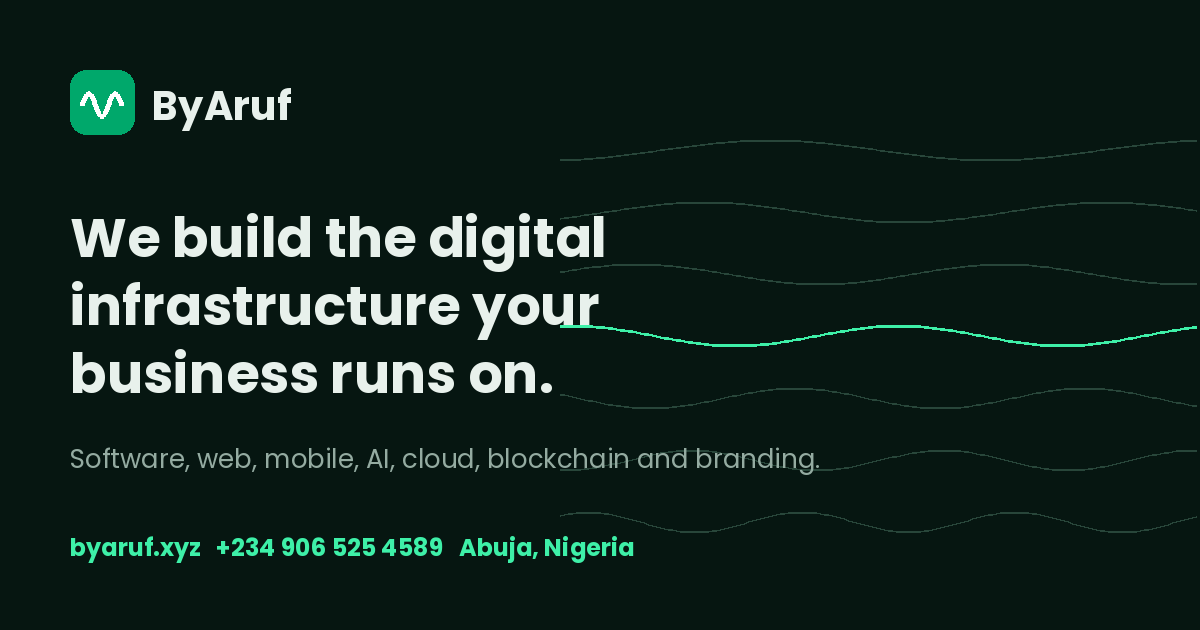 ByAruf
We build the digital
infrastructure your
business runs on.
Software, web, mobile, AI, cloud, blockchain and branding.
byaruf.xyz +234 906 525 4589 Abuja, Nigeria